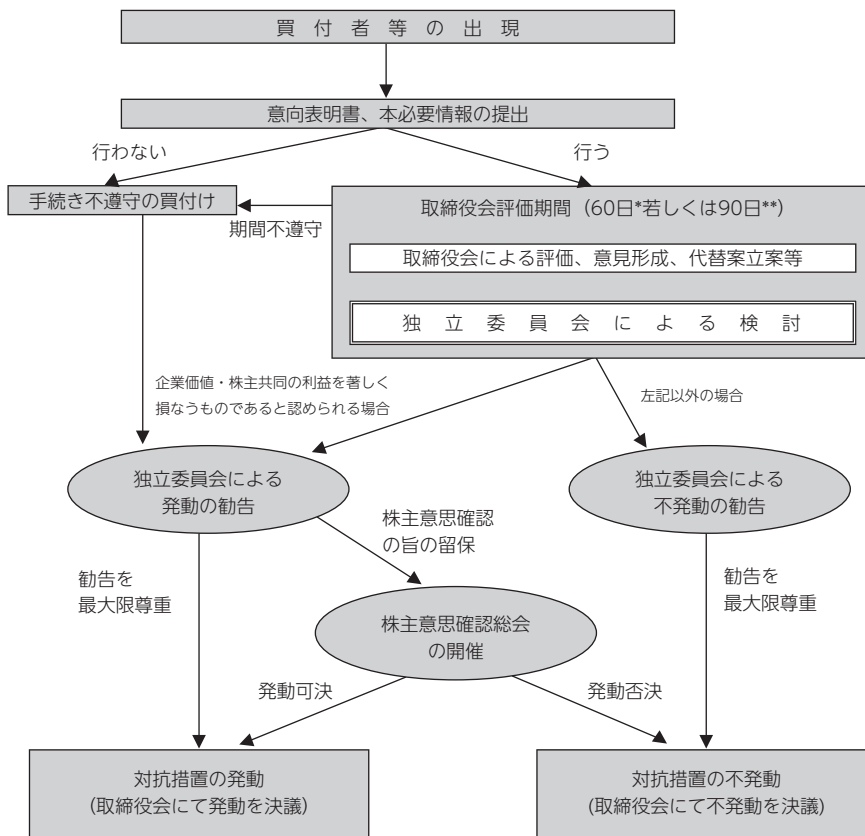 買付者等の出現
意向表明書、本必要情報の提出
行わない
行う
手続き不遵守の買付け
期間不遵守
取締役会評価期間（60日*若しくは90日**）
取締役会による評価、意見形成、代替案立案等
独立委員会による検討
企業価値・株主共同の利益を著しく
損なうものであると認められる場合
左記以外の場合
独立委員会による
発動の勧告
独立委員会による
不発動の勧告
株主意思確認
の旨の留保
勧告を
最大限尊重
勧告を
最大限尊重
株主意思確認総会
の開催
発動可決
発動否決
対抗措置の発動
(取締役会にて発動を決議)
対抗措置の不発動
(取締役会にて不発動を決議)